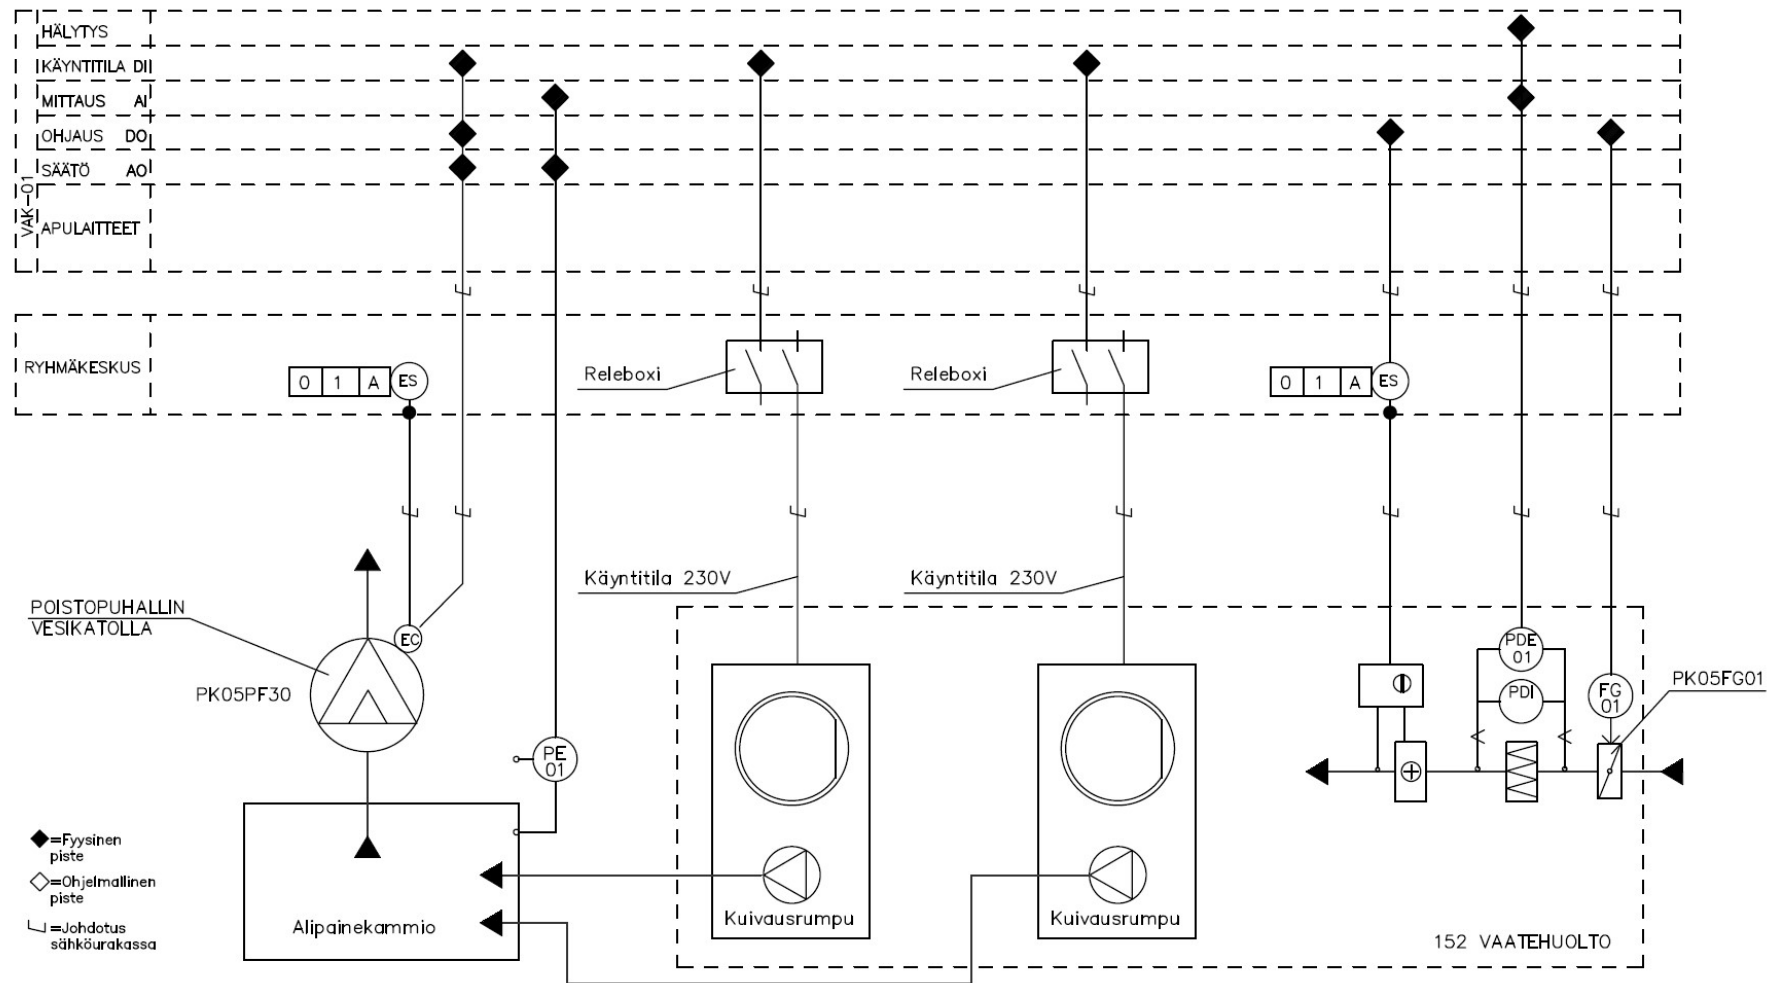 HÄLYTYS
KÄYNTITILA DI
MITTAUS AI
OHJAUS DO
SÄÄTÖ AO
VAK-01
APULAITTEET
RYHMÄKESKUS
0 1 A ES
Releboxi
Releboxi
0 1 A ES
Käyntitila 230V
Käyntitila 230V
POISTOPUHALLIN
VESIKATOLLA
EC
PK05PF30
PE
01
PDE
01
PDI
FG
01
PK05FG01
◆=Fyysinen
piste
◇=Ohjelmallinen
piste
=Johdotus
sähköurakassa
Alipainekammio
Kuivausrumpu
Kuivausrumpu
152 VAATEHUOLTO